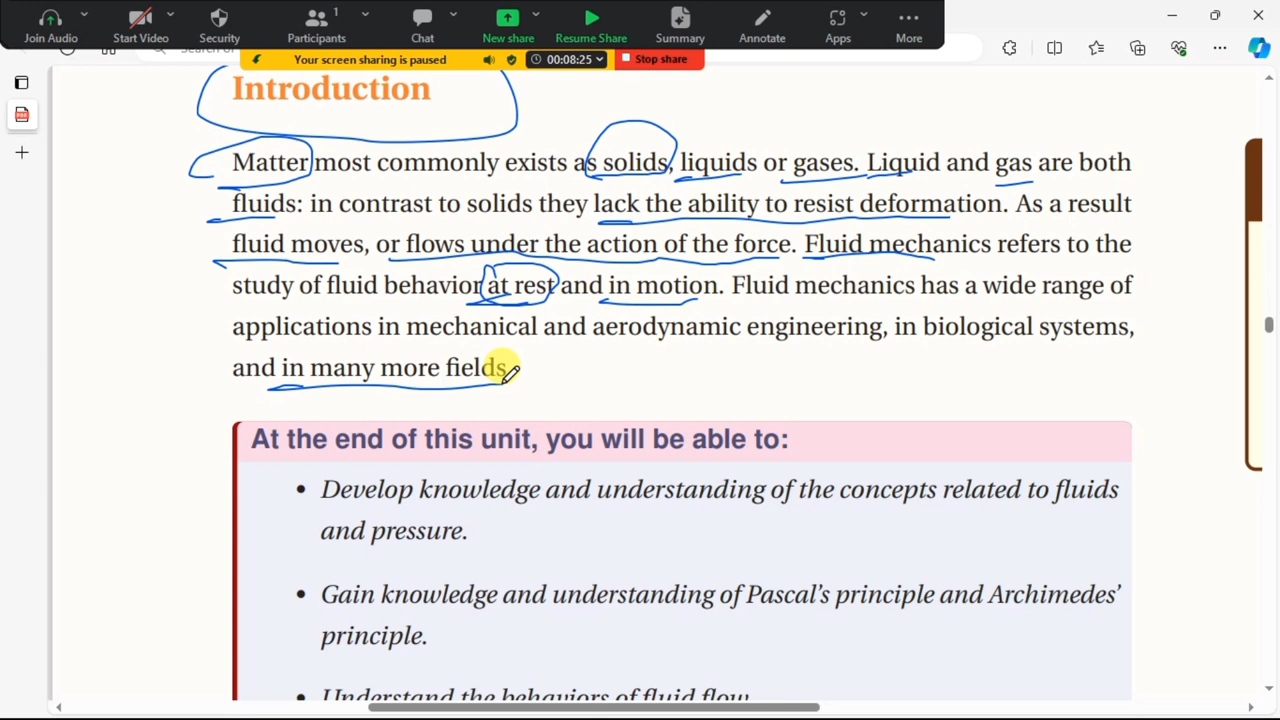 1
Join Audio Start Video Security Participants Chat New share Resume Share Summary Annotate Apps More
Your screen sharing is paused 00:08:25 Stop share
Introduction
Matter most commonly exists as solids, liquids or gases. Liquid and gas are both
fluids: in contrast to solids they lack the ability to resist deformation. As a result
fluid moves, or flows under the action of the force. Fluid mechanics refers to the
study of fluid behavior at rest and in motion. Fluid mechanics has a wide range of
applications in mechanical and aerodynamic engineering, in biological systems,
and in many more fields
At the end of this unit, you will be able to:
• Develop knowledge and understanding of the concepts related to fluids
and pressure.
• Gain knowledge and understanding of Pascal's principle and Archimedes'
principle.
• Understand the behaviors of fluid flow